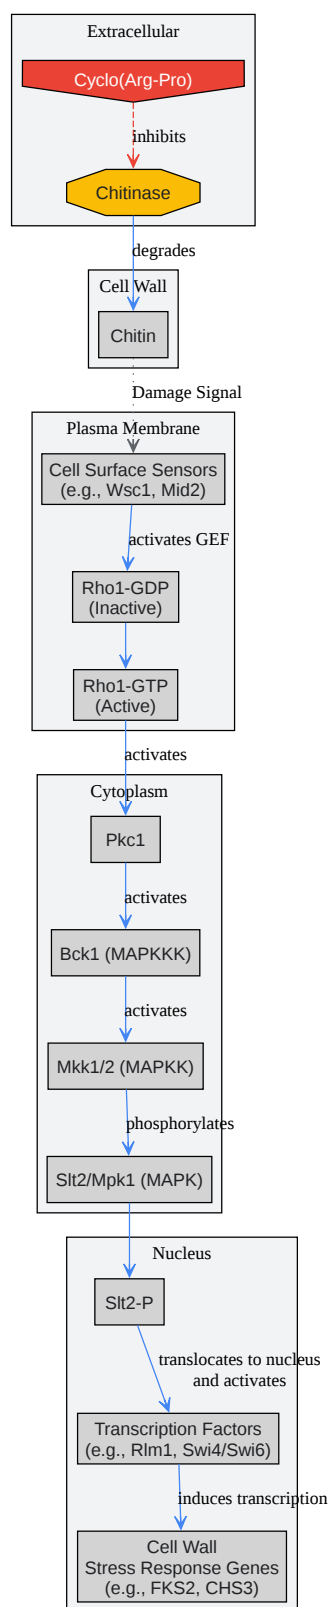 Extracellular
Cyclo(Arg-Pro)
inhibits
Chitinase
degrades
Cell Wall
Chitin
Damage Signal
Plasma Membrane
Cell Surface Sensors
(e.g., Wsc1, Mid2)
activates GEF
Rho1-GDP
(Inactive)
Rho1-GTP
(Active)
activates
Cytoplasm
Pkc1
activates
Bck1 (MAPKKK)
activates
Mkk1/2 (MAPKK)
phosphorylates
Slt2/Mpk1 (MAPK)
Nucleus
Slt2-P
translocates to nucleus
and activates
Transcription Factors
(e.g., Rlm1, Swi4/Swi6)
induces transcription
Cell Wall
Stress Response Genes
(e.g., FKS2, CHS3)